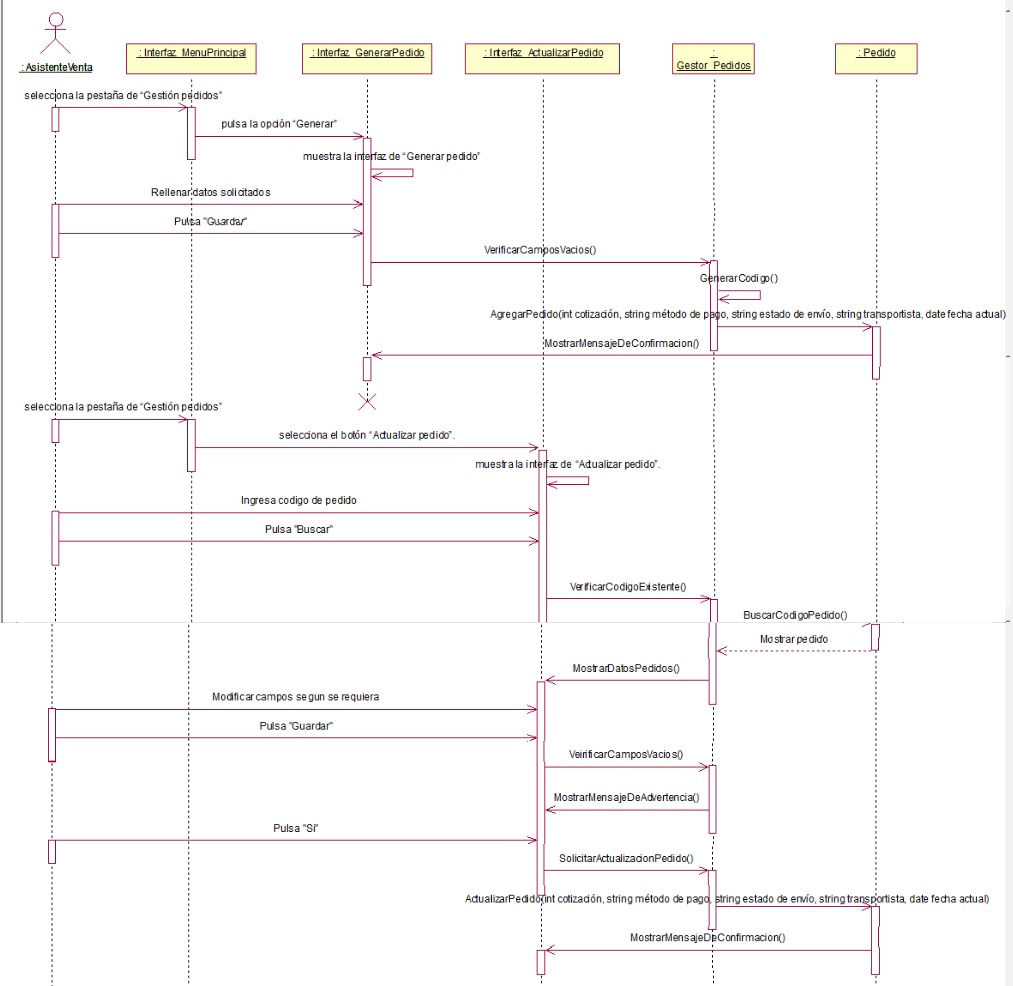 : AsistenteVenta
: Interfaz_MenuPrincipal
: Interfaz_GenerarPedido
: Interfaz_ActualizarPedido
:
Gestor_Pedidos
: Pedido
selecciona la pestaña de “Gestión pedidos”
pulsa la opción “Generar”
muestra la interfaz de “Generar pedido”
Rellenar datos solicitados
Pulsa "Guardar"
VerificarCamposVacios()
GenerarCodigo()
AgregarPedido(int cotización, string método de pago, string estado de envío, string transportista, date fecha actual)
MostrarMensajeDeConfirmacion()
selecciona la pestaña de “Gestión pedidos”
selecciona el botón “Actualizar pedido”.
muestra la interfaz de “Actualizar pedido”.
Ingresa codigo de pedido
Pulsa "Buscar"
VerificarCodigoExistente()
BuscarCodigoPedido()
Mostrar pedido
MostrarDatosPedidos()
Modificar campos segun se requiera
Pulsa "Guardar"
VeirificarCamposVacios()
MostrarMensajeDeAdvertencia()
Pulsa "Si"
SolicitarActualizacionPedido()
ActualizarPedido(int cotización, string método de pago, string estado de envío, string transportista, date fecha actual)
MostrarMensajeDeConfirmacion()